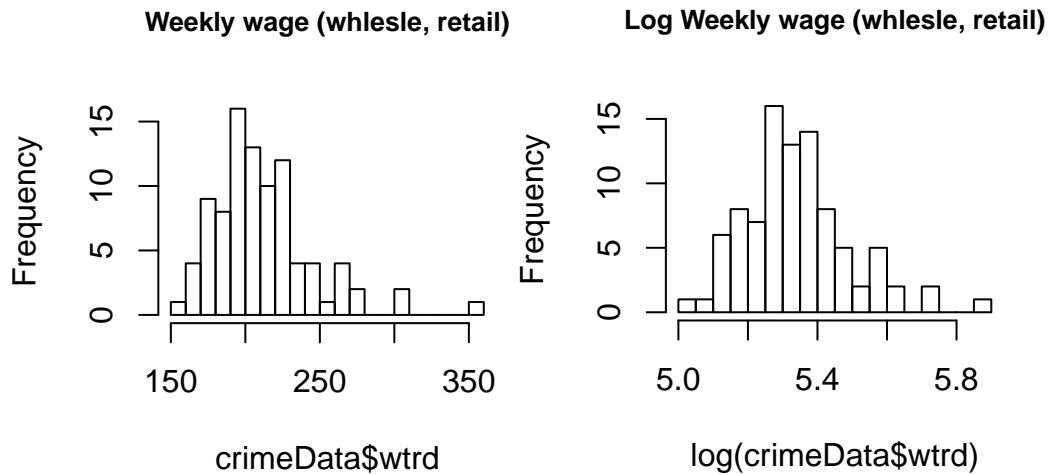 Weekly wage (whlesle, retail)
Frequency
15
10
5
0
150
250
350
crimeData$wtrd
Log Weekly wage (whlesle, retail)
Frequency
15
10
5
0
5.0
5.4
5.8
log(crimeData$wtrd)